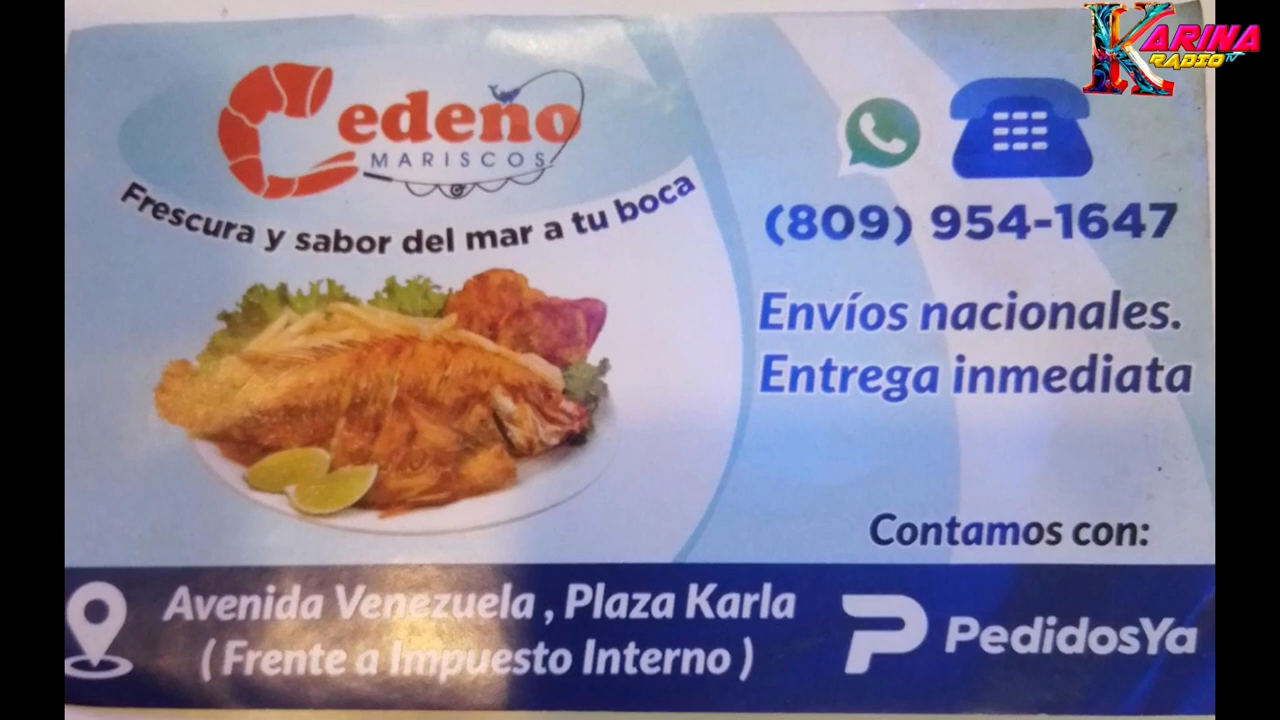 KARINA
RADIO TV
Cedeño
MARISCOS
Frescura y sabor del mar a tu boca
(809) 954-1647
Envíos nacionales.
Entrega inmediata
Contamos con:
Avenida Venezuela , Plaza Karla
( Frente a Impuesto Interno )
PedidosYa